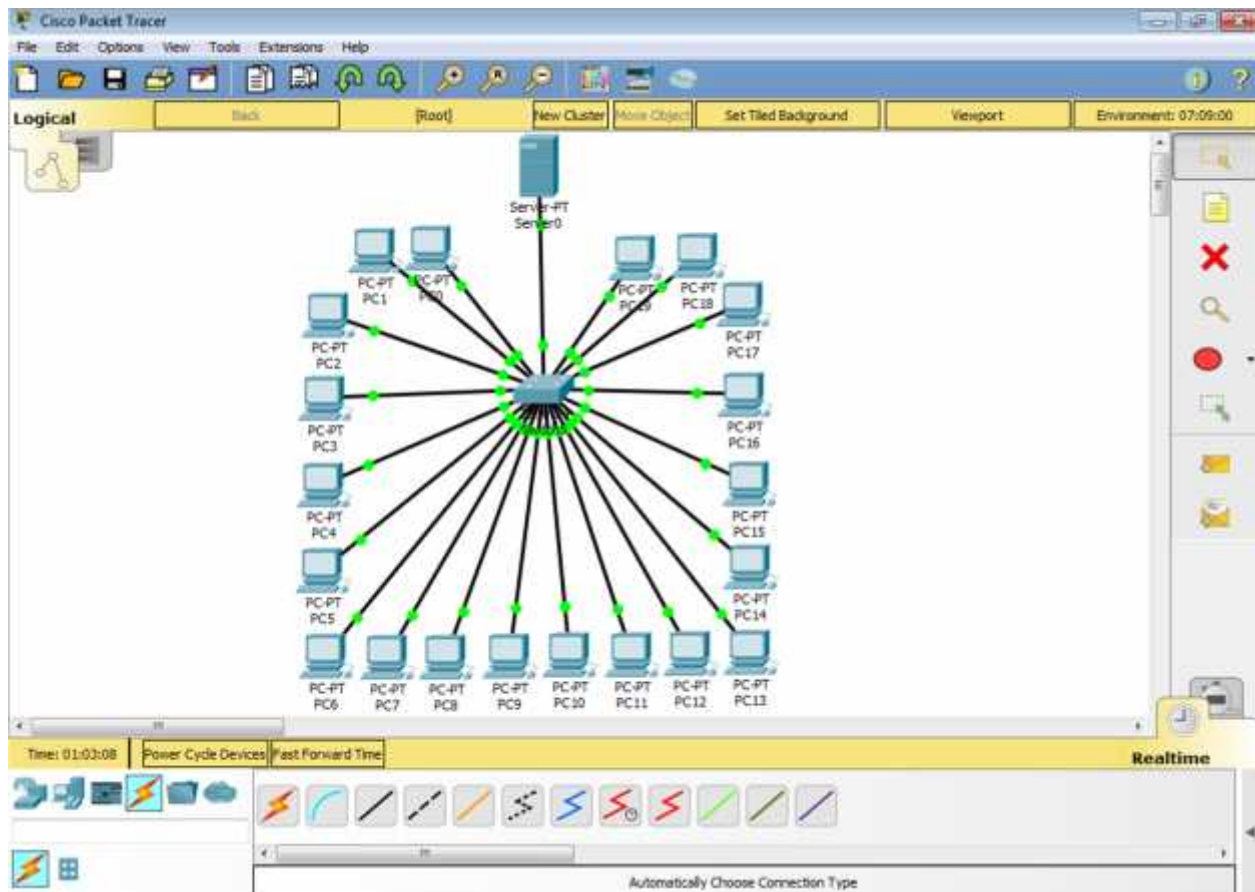 Cisco Packet Tracer
File Edit Options View Tools Extensions Help
Logical Back [Root] New Cluster Move Object Set Tiled Background Viewport Environment: 07:09:00
Server-PT
Server0
PC-PT
PC1
PC-PT
PC0
PC-PT
PC19
PC-PT
PC18
PC-PT
PC2
PC-PT
PC17
PC-PT
PC3
PC-PT
PC16
PC-PT
PC4
PC-PT
PC15
PC-PT
PC5
PC-PT
PC14
PC-PT
PC6
PC-PT
PC7
PC-PT
PC8
PC-PT
PC9
PC-PT
PC10
PC-PT
PC11
PC-PT
PC12
PC-PT
PC13
Time: 01:03:08 Power Cycle Devices Fast Forward Time Realtime
Automatically Choose Connection Type